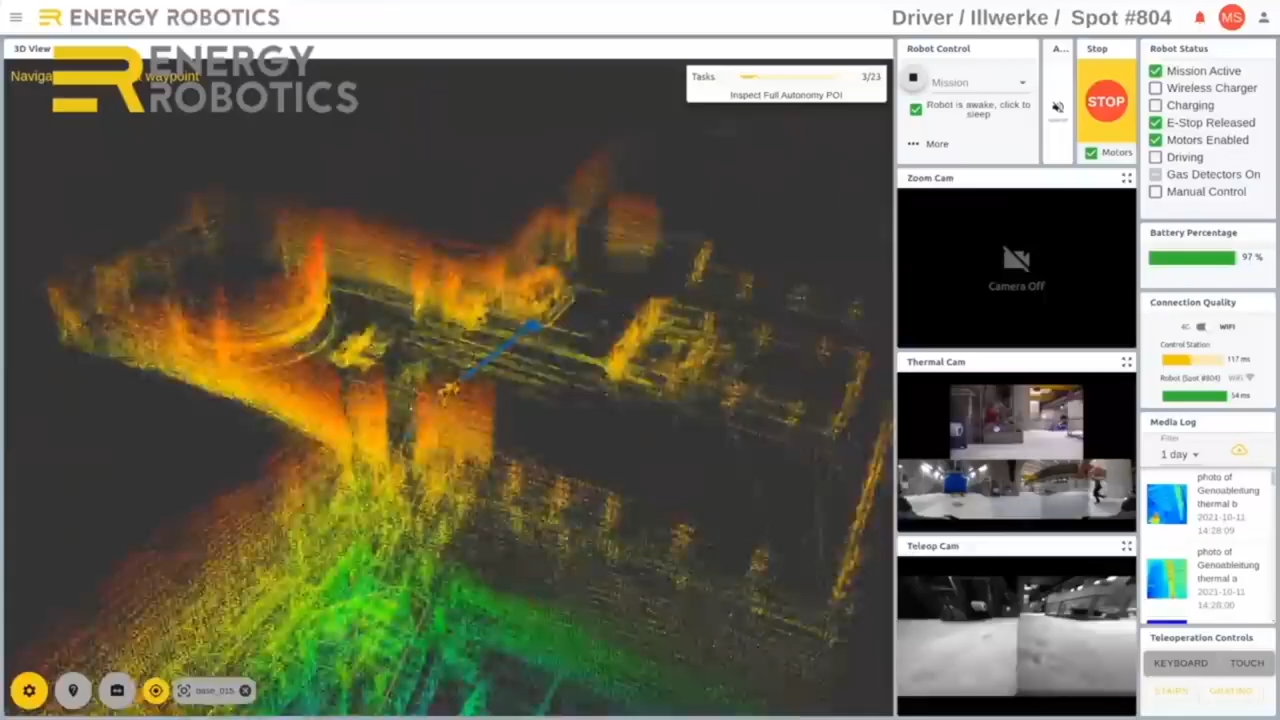 ENERGY ROBOTICS
Driver / Illwerke / Spot #804
MS
3D View
ENERGY
ROBOTICS
waypoint
Tasks 3/23
Inspect Full Autonomy POI
Robot Control
Mission
Robot is awake, click to
sleep
More
A...
Stop
STOP
Motors
Zoom Cam
Camera Off
Thermal Cam
Teleop Cam
Robot Status
Mission Active
Wireless Charger
Charging
E-Stop Released
Motors Enabled
Driving
Gas Detectors On
Manual Control
Battery Percentage
97 %
Connection Quality
4G WIFI
Control Station
117 ms
Robot (Spot #804) WiFi
54 ms
Media Log
Filter
1 day
photo of
Genoableitung
thermal b
2021-10-11
14:28:09
photo of
Genoableitung
thermal a
2021-10-11
14:28:00
Teleoperation Controls
KEYBOARD TOUCH
STAIRS GRATING
base_015